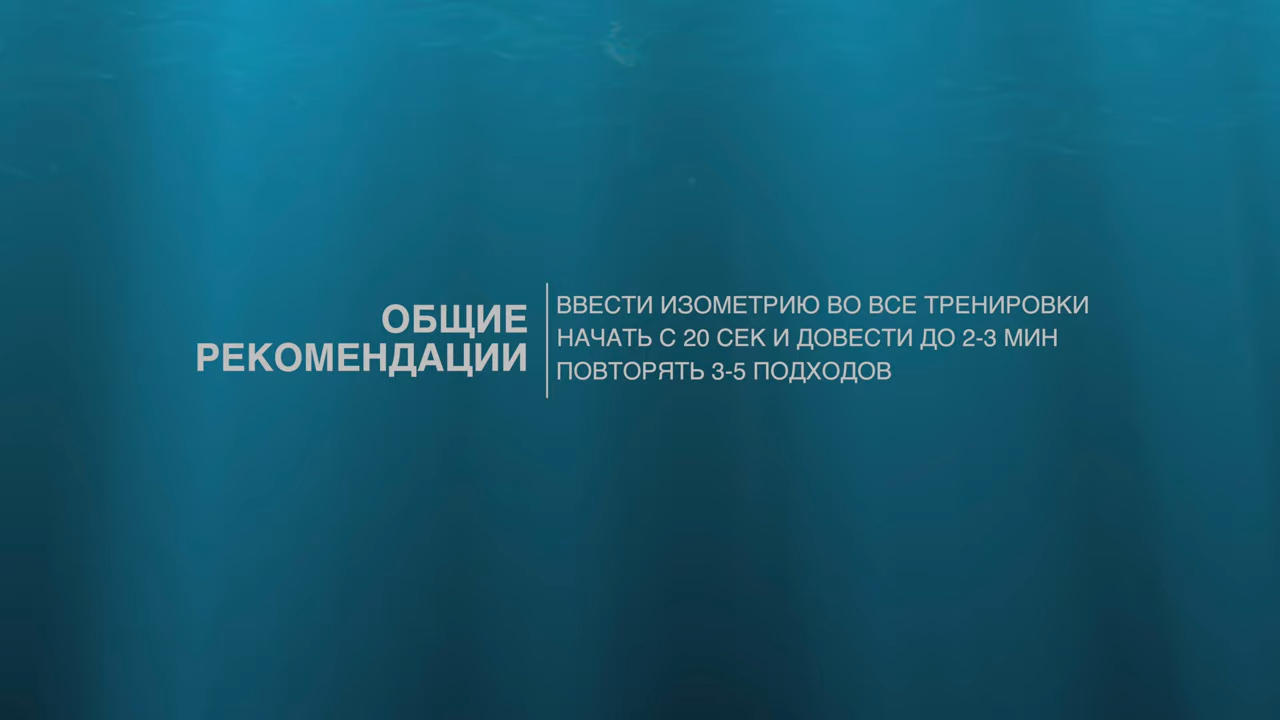 ОБЩИЕ
РЕКОМЕНДАЦИИ
ВВЕСТИ ИЗОМЕТРИЮ ВО ВСЕ ТРЕНИРОВКИ
НАЧАТЬ С 20 СЕК И ДОВЕСТИ ДО 2-3 МИН
ПОВТОРЯТЬ 3-5 ПОДХОДОВ